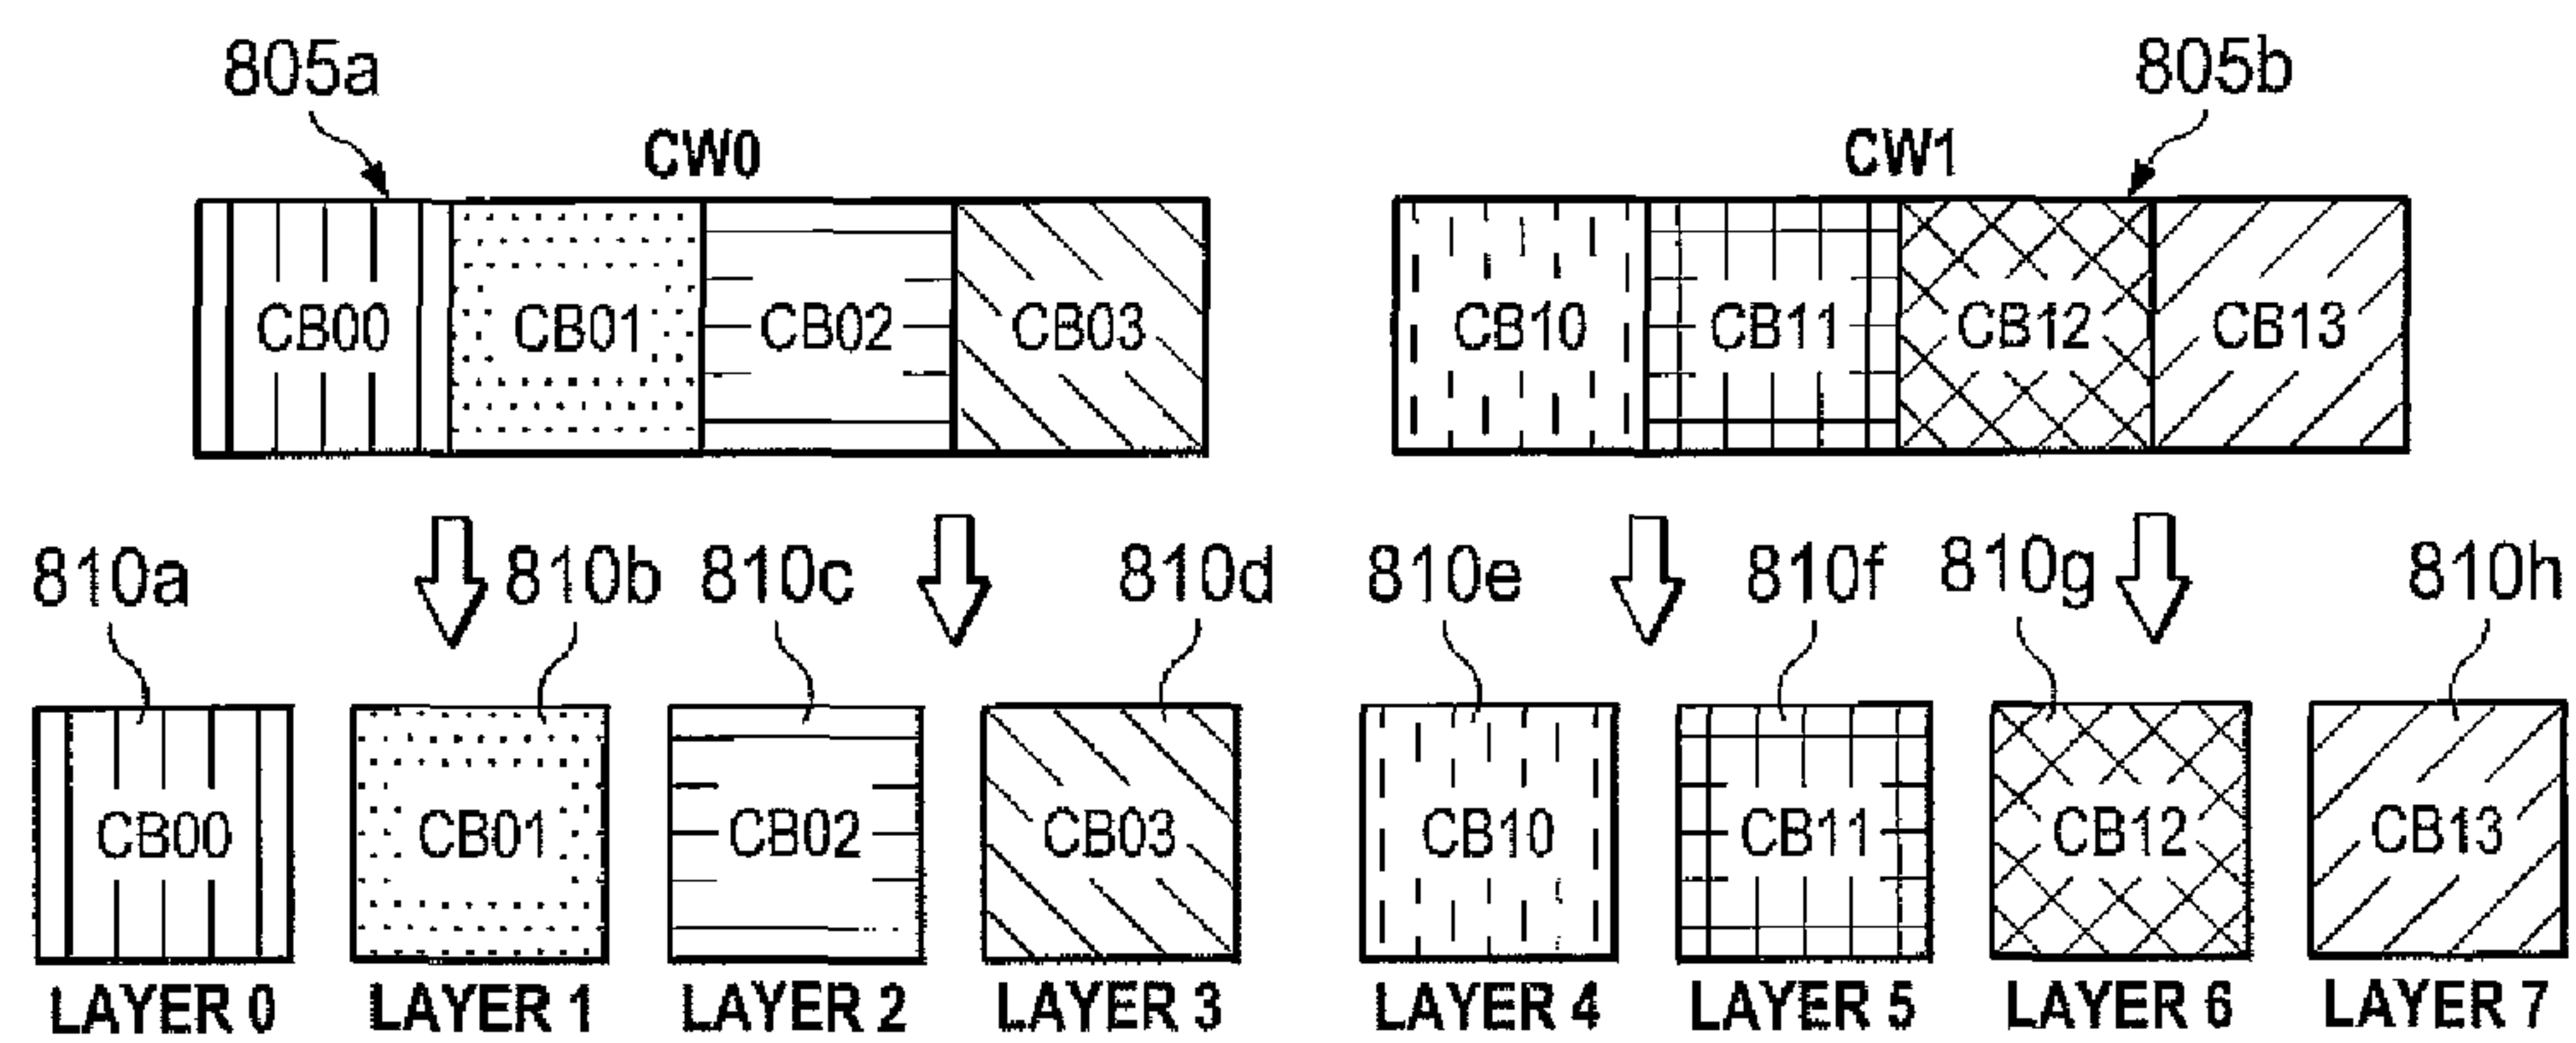 805a 805b
CW0 CW1
CB00 CB01 CB02 CB03 CB10 CB11 CB12 CB13
810a 810b 810c 810d 810e 810f 810g 810h
CB00 CB01 CB02 CB03 CB10 CB11 CB12 CB13
LAYER 0 LAYER 1 LAYER 2 LAYER 3 LAYER 4 LAYER 5 LAYER 6 LAYER 7